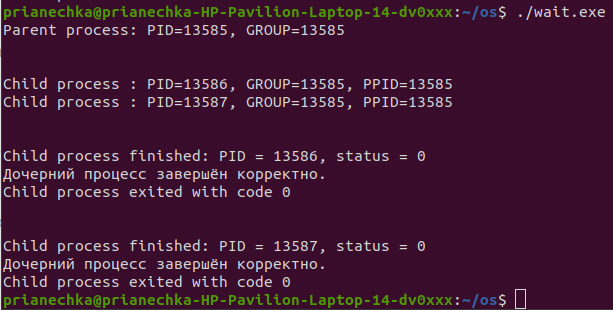 prianechka@prianechka-HP-Pavilion-Laptop-14-dv0xxx:~/os$ ./wait.exe
Parent process: PID=13585, GROUP=13585
Child process : PID=13586, GROUP=13585, PPID=13585
Child process : PID=13587, GROUP=13585, PPID=13585
Child process finished: PID = 13586, status = 0
Дочерний процесс завершён корректно.
Child process exited with code 0
Child process finished: PID = 13587, status = 0
Дочерний процесс завершён корректно.
Child process exited with code 0
prianechka@prianechka-HP-Pavilion-Laptop-14-dv0xxx:~/os$